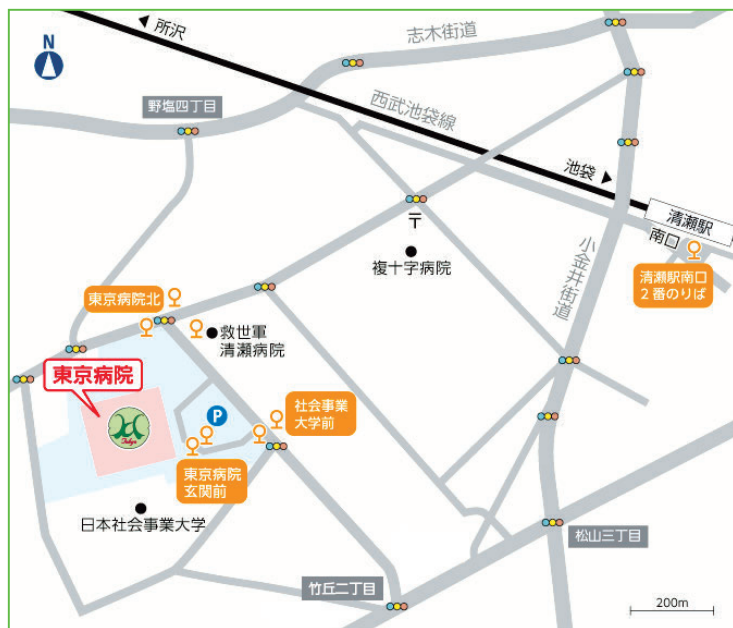 所沢
志木街道
N
野塩四丁目
西武池袋線
池袋
清瀬駅
南口
〒
複十字病院
小金井街道
清瀬駅南口
2番のりば
東京病院北
救世軍
清瀬病院
東京病院
P
社会事業
大学前
Tokyo
東京病院
玄関前
日本社会事業大学
松山三丁目
竹丘二丁目
200m